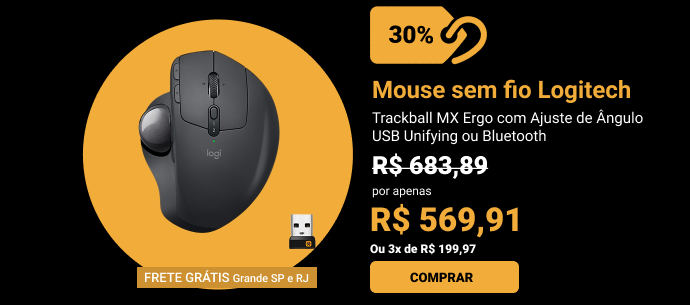 30%
Mouse sem fio Logitech
Trackball MX Ergo com Ajuste de Ângulo
USB Unifying ou Bluetooth
R$ 683,89
por apenas
R$ 569,91
Ou 3x de R$ 199,97
COMPRAR
logi
FRETE GRÁTIS Grande SP e RJ